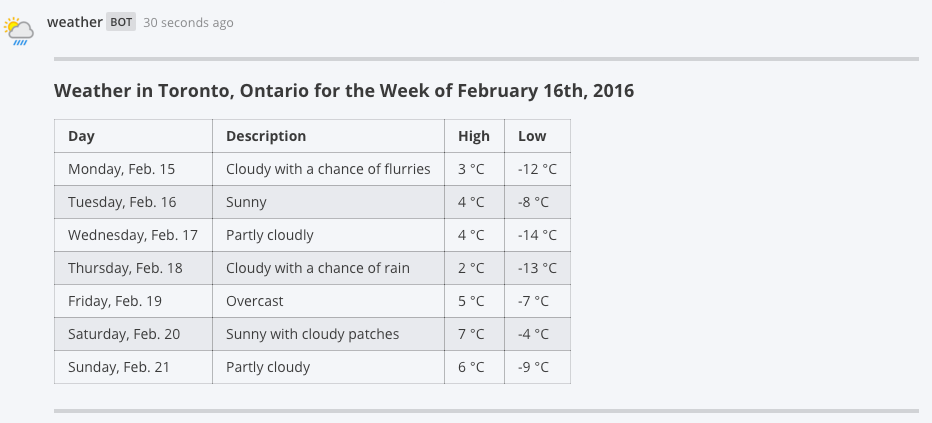 weather BOT 30 seconds ago
Weather in Toronto, Ontario for the Week of February 16th, 2016
Day Description High Low
Monday, Feb. 15 Cloudy with a chance of flurries 3 °C -12 °C
Tuesday, Feb. 16 Sunny 4 °C -8 °C
Wednesday, Feb. 17 Partly cloudly 4 °C -14 °C
Thursday, Feb. 18 Cloudy with a chance of rain 2 °C -13 °C
Friday, Feb. 19 Overcast 5 °C -7 °C
Saturday, Feb. 20 Sunny with cloudy patches 7 °C -4 °C
Sunday, Feb. 21 Partly cloudy 6 °C -9 °C